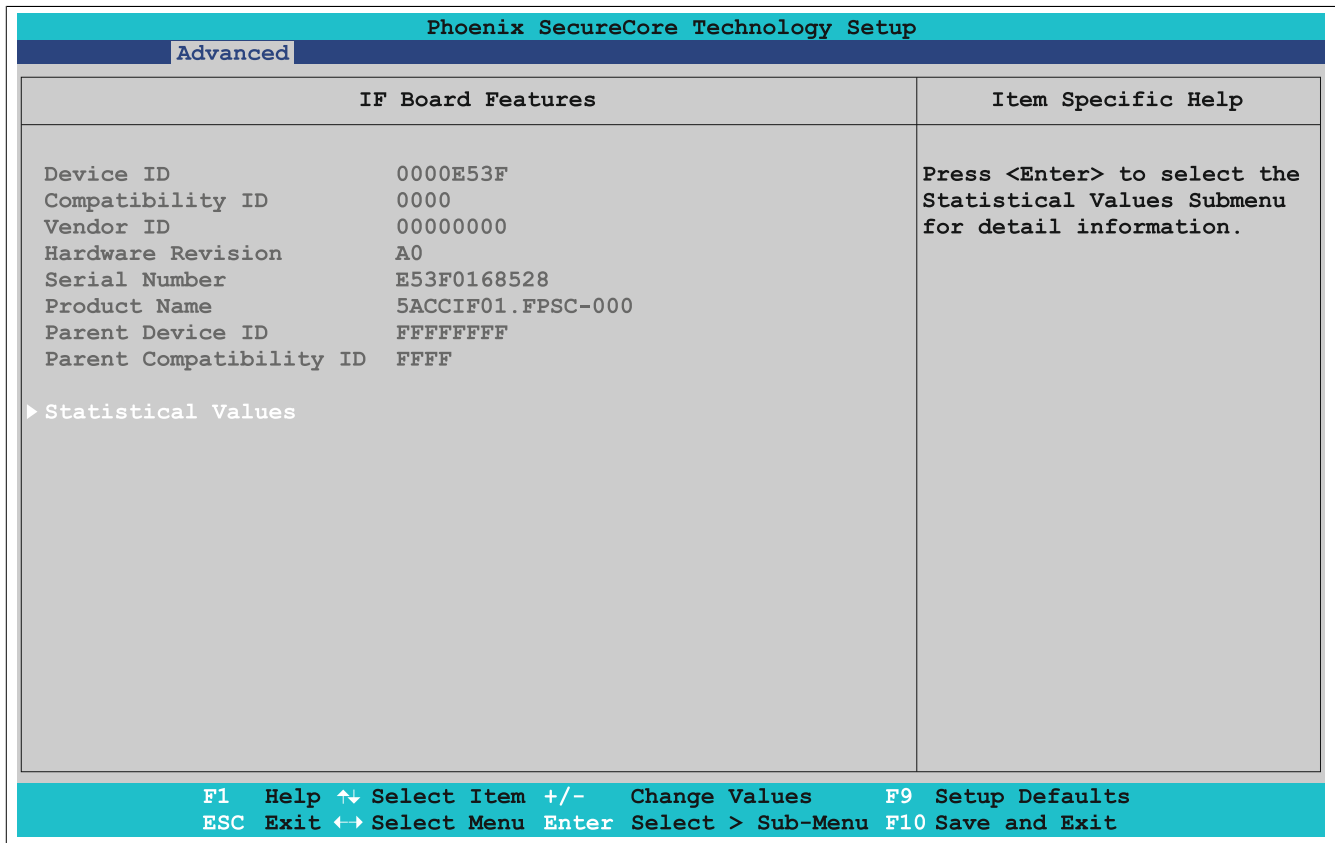 Phoenix SecureCore Technology Setup
Advanced
IF Board Features
Item Specific Help
Device ID 0000E53F
Compatibility ID 0000
Vendor ID 00000000
Hardware Revision A0
Serial Number E53F0168528
Product Name 5ACCIF01.FPSC-000
Parent Device ID FFFFFFFF
Parent Compatibility ID FFFF
Statistical Values
Press <Enter> to select the
Statistical Values Submenu
for detail information.
F1 Help ↑↓ Select Item +/- Change Values F9 Setup Defaults
ESC Exit ↔ Select Menu Enter Select > Sub-Menu F10 Save and Exit